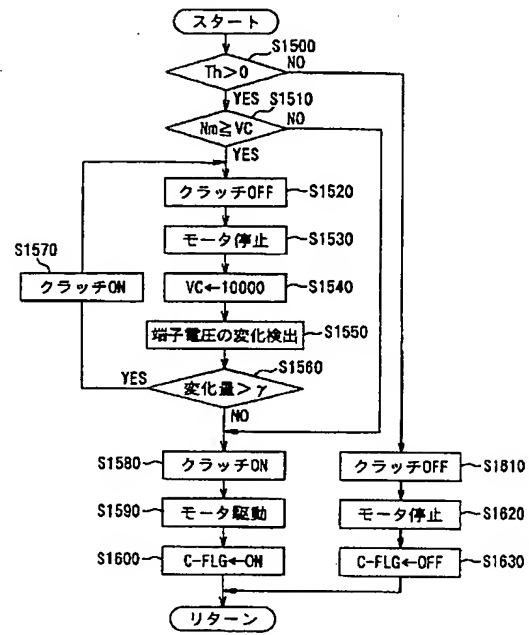 スタート
S1500
Th>0
NO
YES
S1510
Nm≧VC
NO
YES
クラッチOFF
S1520
モータ停止
S1530
S1570
クラッチON
VC←10000
S1540
端子電圧の変化検出
S1550
S1560
YES
変化量>γ
NO
S1580
クラッチON
クラッチOFF
S1610
S1590
モータ駆動
モータ停止
S1620
S1600
C-FLG←ON
C-FLG←OFF
S1630
リターン